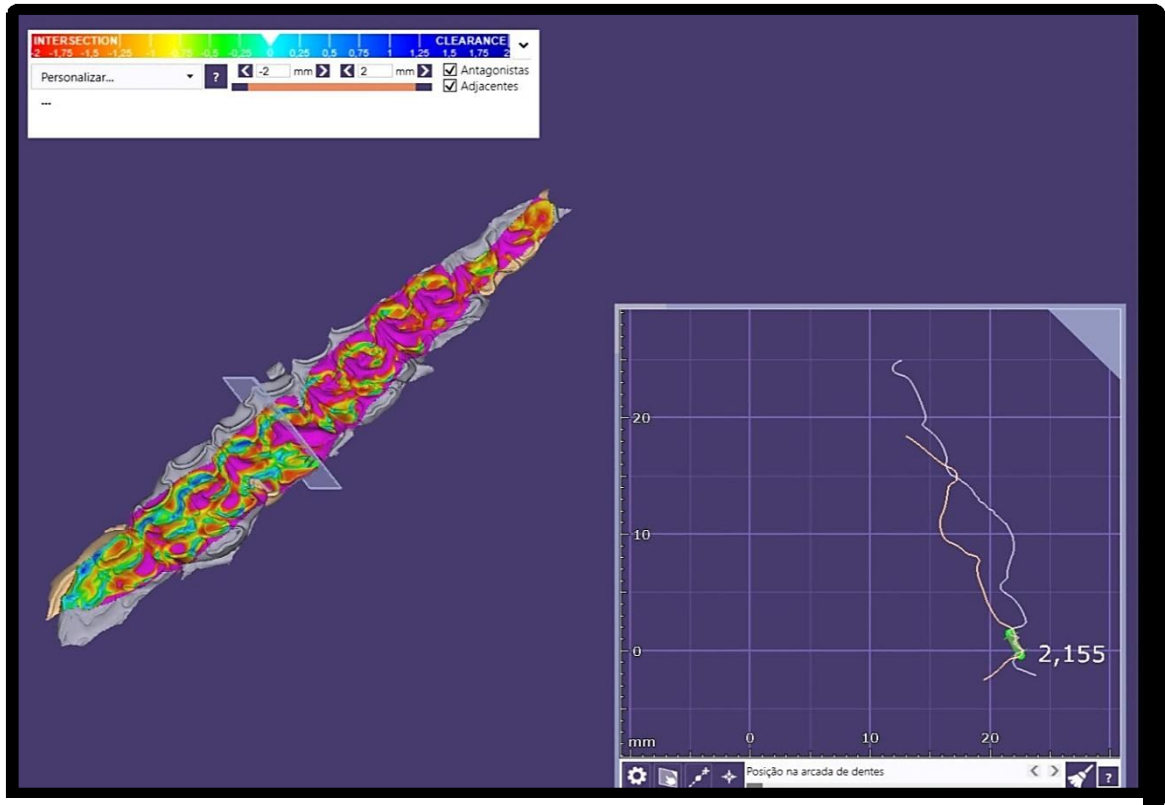 INTERSECTION CLEARANCE
-2 -1,75 -1,5 -1,25 -1 -0,75 -0,5 -0,25 0 0,25 0,5 0,75 1 1,25 1,5 1,75 2
Personalizar... ? -2 mm 2 mm Antagonistas
Adjacentes
---
20
10
0
2,155
mm 0 10 20
Posição na arcada de dentes ?